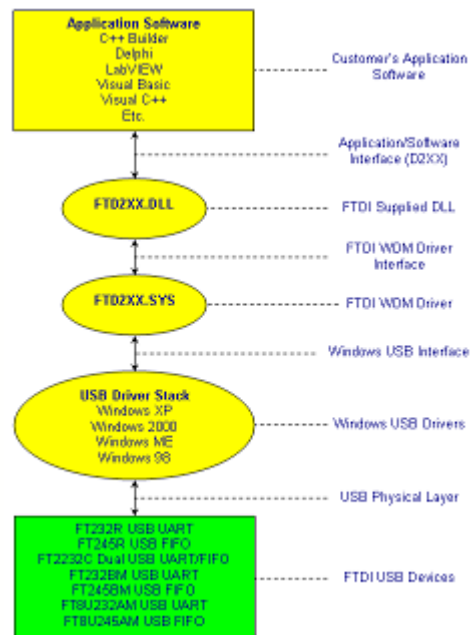 Application Software
C++ Builder
Delphi
LabVIEW
Visual Basic
Visual C++
Etc.
Customer's Application
Software
Application/Software
Interface (D2XX)
FTD2XX.DLL
FTDI Supplied DLL
FTDI WDM Driver
Interface
FTD2XX.SYS
FTDI WDM Driver
Windows USB Interface
USB Driver Stack
Windows XP
Windows 2000
Windows ME
Windows 98
Windows USB Drivers
USB Physical Layer
FT232R USB UART
FT245R USB FIFO
FT2232C Dual USB UART/FIFO
FT232BM USB UART
FT245BM USB FIFO
FT8U232AM USB UART
FT8U245AM USB FIFO
FTDI USB Devices